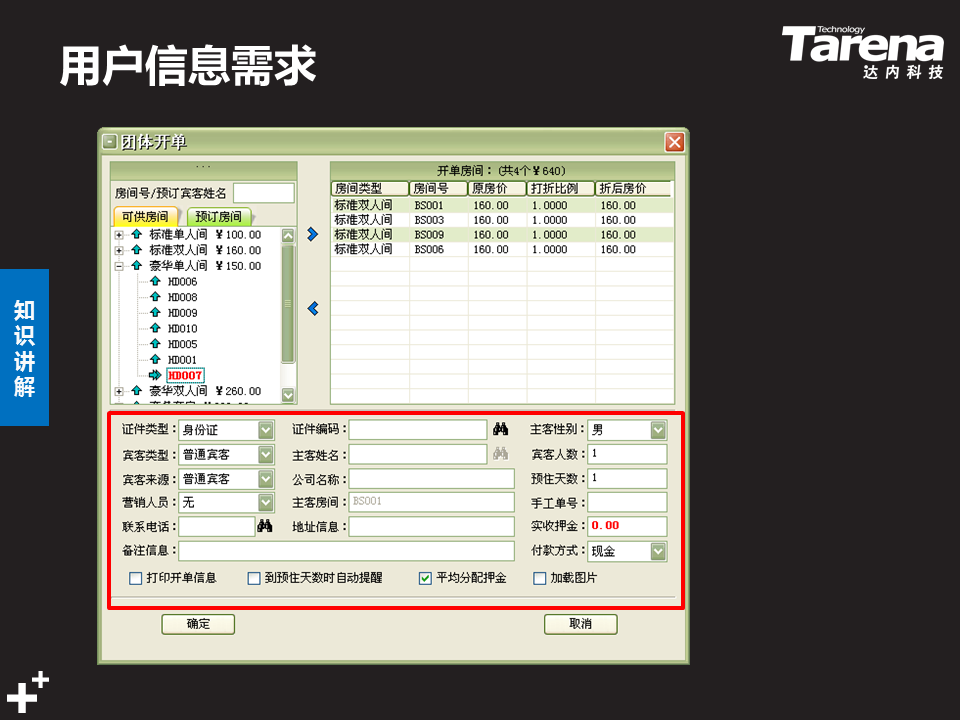 用户信息需求
Technology
Tarena
达内科技
知识讲解
团体开单
...
房间号/预订宾客姓名
可供房间 预订房间
标准单人间 ￥100.00
标准双人间 ￥160.00
豪华单人间 ￥150.00
HD006
HD008
HD009
HD010
HD005
HD001
HD007
豪华双人间 ￥260.00
开单房间：(共4个￥640)
房间类型 房间号 原房价 打折比例 折后房价
标准双人间 BS001 160.00 1.0000 160.00
标准双人间 BS003 160.00 1.0000 160.00
标准双人间 BS009 160.00 1.0000 160.00
标准双人间 BS006 160.00 1.0000 160.00
证件类型：身份证 证件编码： 主客性别：男
宾客类型：普通宾客 主客姓名： 宾客人数：1
宾客来源：普通宾客 公司名称： 预住天数：1
营销人员：无 主客房间：BS001 手工单号：
联系电话： 地址信息： 实收押金：0.00
备注信息： 付款方式：现金
打印开单信息 到预住天数时自动提醒 平均分配押金 加载图片
确定 取消